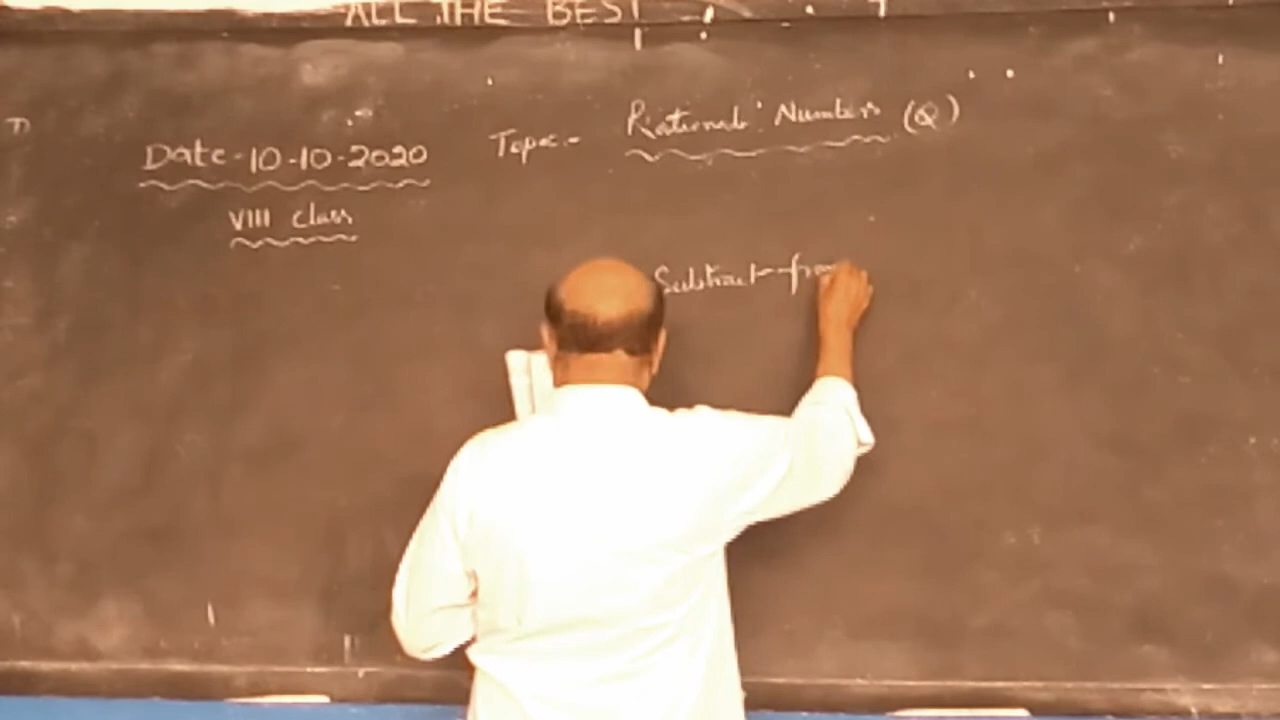 ALL THE BEST
Date-10-10-2020 Topic:- Rational Numbers (Q)
VIII class
Subtract from